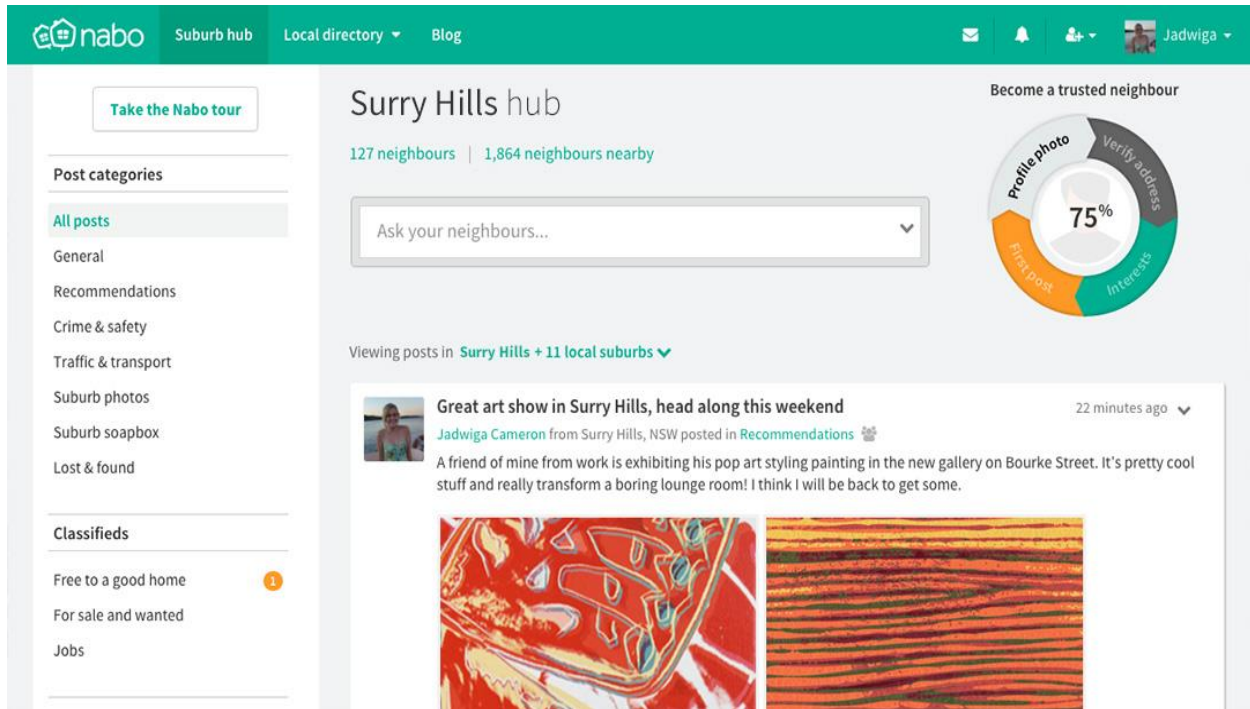 nabo
Suburb hub
Local directory
Blog
Jadwiga
Take the Nabo tour
Post categories
All posts
General
Recommendations
Crime & safety
Traffic & transport
Suburb photos
Suburb soapbox
Lost & found
Classifieds
Free to a good home 1
For sale and wanted
Jobs
Surry Hills hub
127 neighbours | 1,864 neighbours nearby
Ask your neighbours...
Become a trusted neighbour
Profile photo
Verify address
Interests
First post
75%
Viewing posts in Surry Hills + 11 local suburbs
Great art show in Surry Hills, head along this weekend
22 minutes ago
Jadwiga Cameron from Surry Hills, NSW posted in Recommendations
A friend of mine from work is exhibiting his pop art styling painting in the new gallery on Bourke Street. It's pretty cool
stuff and really transform a boring lounge room! I think I will be back to get some.